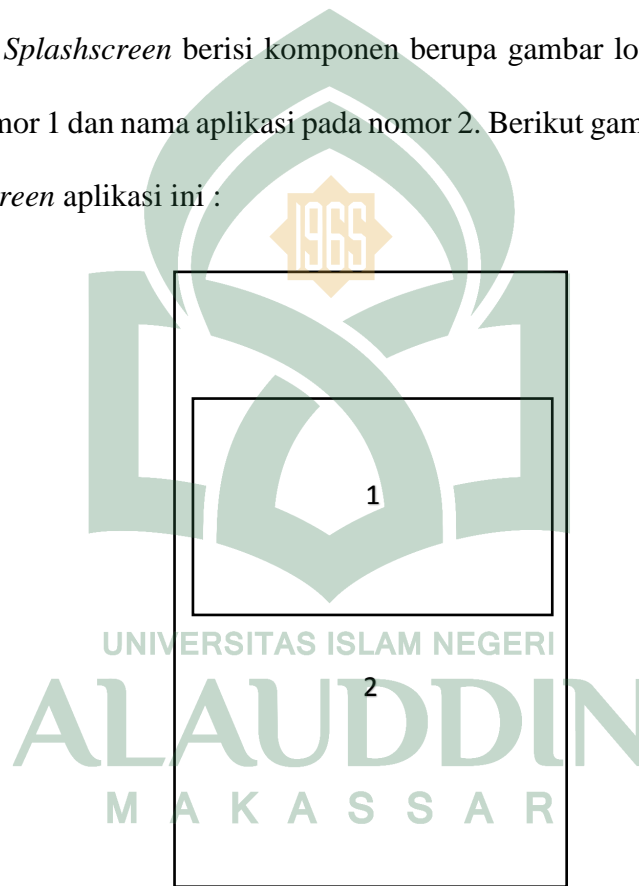 Splashscreen berisi komponen berupa gambar lo
mor 1 dan nama aplikasi pada nomor 2. Berikut gam
reen aplikasi ini :
1965
1
UNIVERSITAS ISLAM NEGERI
2
ALAUDDIN
MAKASSAR